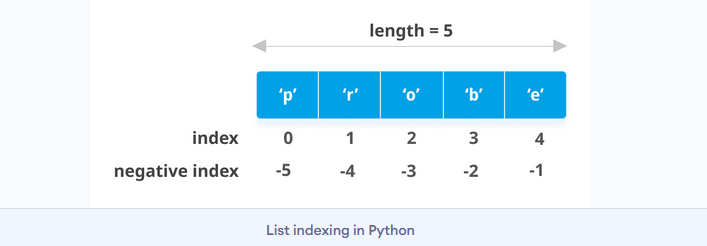 length = 5
‘p’ ‘r’ ‘o’ ‘b’ ‘e’
index 0 1 2 3 4
negative index -5 -4 -3 -2 -1
List indexing in Python